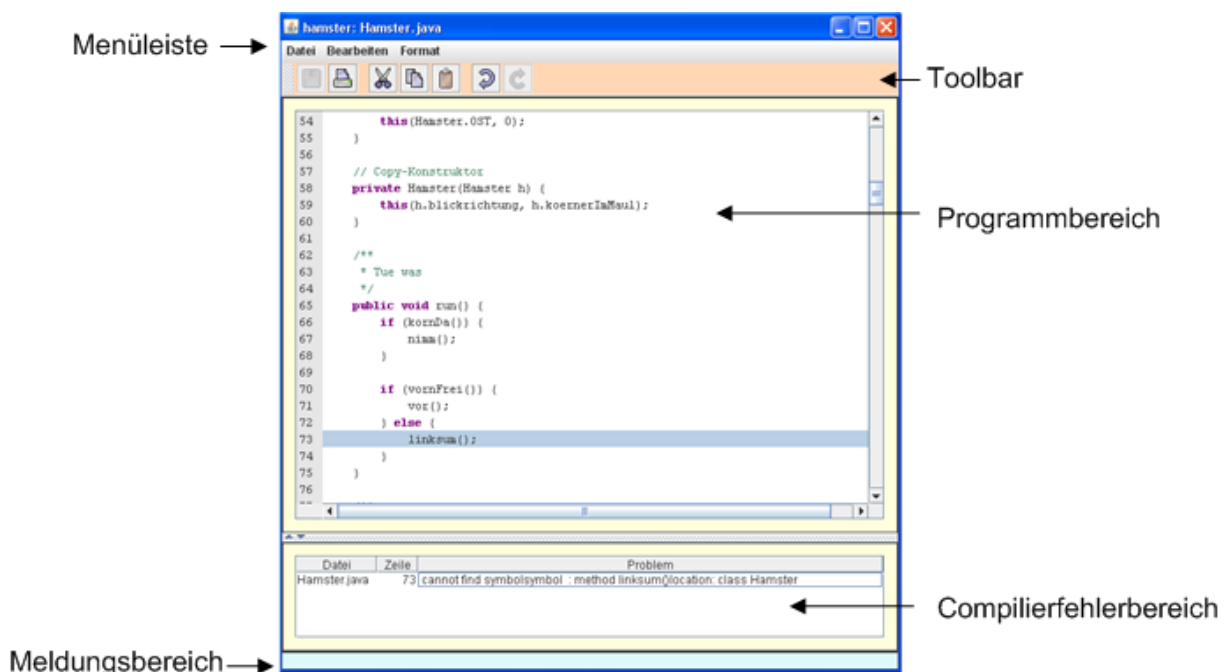 hamster: Hamster.java
Menüleiste
Datei Bearbeiten Format
Toolbar
54 this(Hamster.OST, 0);
55 }
56
57 // Copy-Konstruktor
58 private Hamster(Hamster h) {
59 this(h.blickrichtung, h.koernerImMaul);
60 }
61
62 /**
63 * Tue was
64 */
65 public void run() {
66 if (kornDa()) {
67 nimm();
68 }
69
70 if (vornFrei()) {
71 vor();
72 } else {
73 linksum();
74 }
75 }
76
Programmbereich
Datei Zeile Problem
Hamster.java 73 cannot find symbolsymbol : method linksum()location: class Hamster
Compilierfehlerbereich
Meldungsbereich